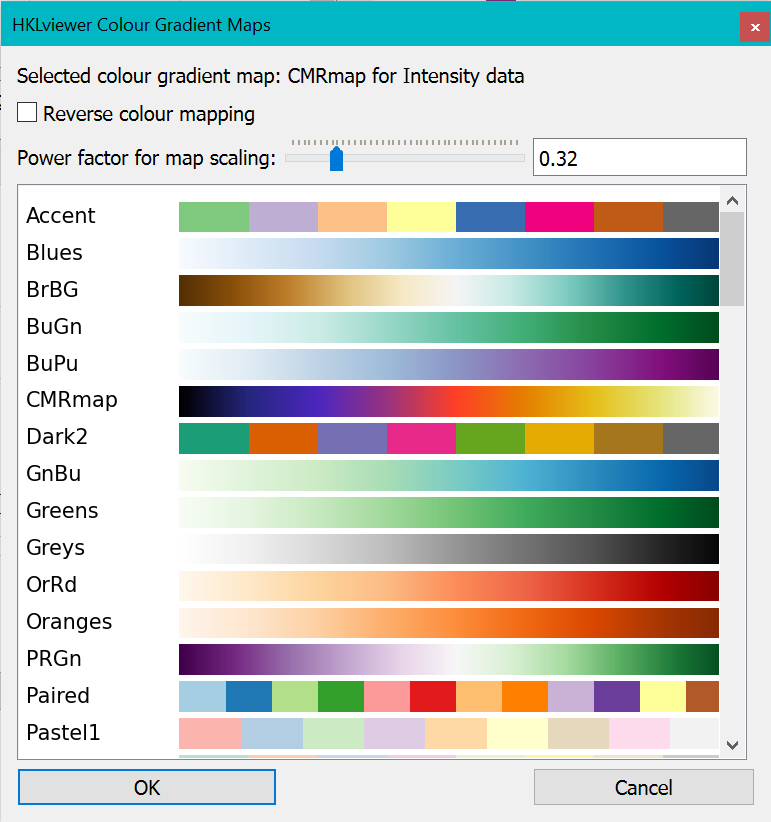 HKLviewer Colour Gradient Maps
Selected colour gradient map: CMRmap for Intensity data
Reverse colour mapping
Power factor for map scaling: 0.32
Accent
Blues
BrBG
BuGn
BuPu
CMRmap
Dark2
GnBu
Greens
Greys
OrRd
Oranges
PRGn
Paired
Pastel1
OK Cancel